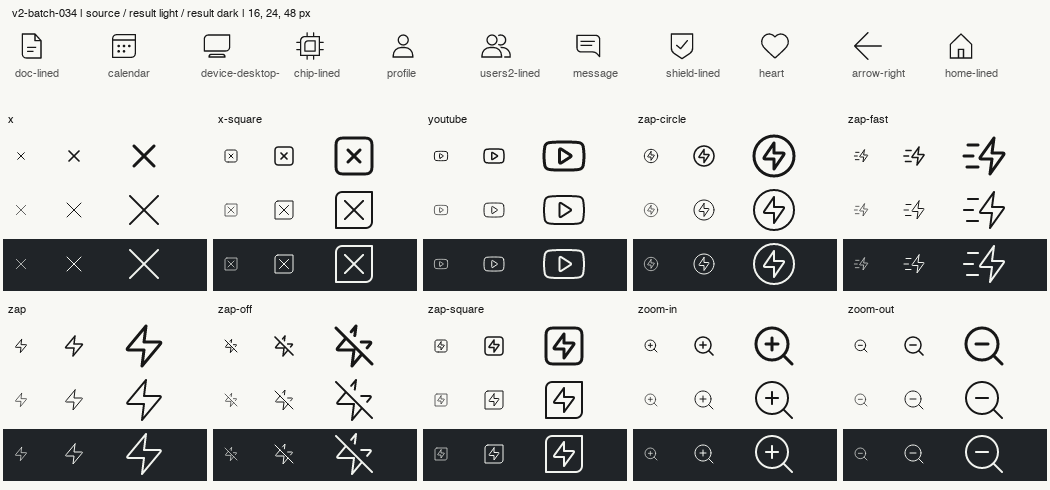 v2-batch-034 | source / result light / result dark | 16, 24, 48 px
doc-lined calendar device-desktop- chip-lined profile users2-lined message shield-lined heart arrow-right home-lined
x x-square youtube zap-circle zap-fast
zap zap-off zap-square zoom-in zoom-out